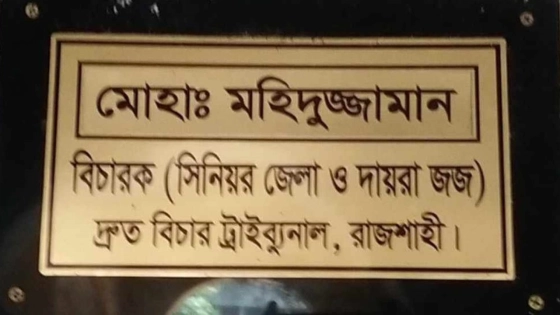 মোহাঃ মহিদুজ্জামান
বিচারক (সিনিয়র জেলা ও দায়রা জজ)
দ্রুত বিচার ট্রাইব্যুনাল, রাজশাহী।